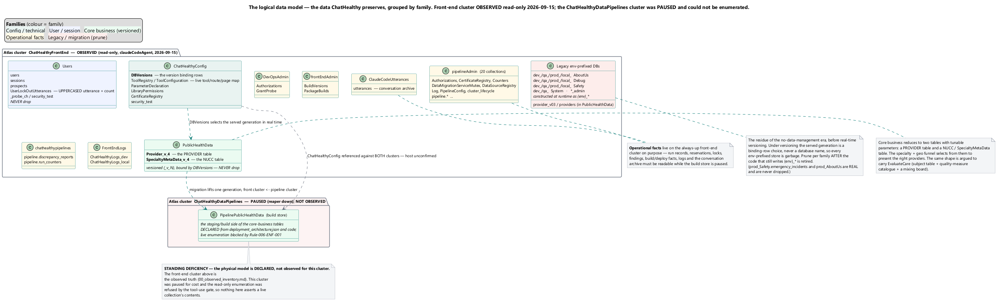 The logical data model — the data ChatHealthy preserves, grouped by family. Front-end cluster OBSERVED read-only 2026-09-15; the ChatHealthyDataPipelines cluster was PAUSED and could not be enumerated.
Families (colour = family)
Config / technical   User / session   Core business (versioned)
Operational facts   Legacy / migration (prune)
Atlas cluster  ChatHealthyFrontEnd  —  OBSERVED (read-only, claudeCodeAgent, 2026-09-15)
C Users
users
sessions
prospects
UserLockOutUtterances  — UPPERCASED utterance + count
_probe_ch / security_test
NEVER drop
C ChatHealthyConfig
DBVersions  — the version binding rows
ToolRegistry / ToolConfiguration  — live tool/route/page map
ParameterDeclaration
LibraryPermissions
CertificateRegistry
security_test
C DevOpsAdmin
Authorizations
GrantProbe
C frontEndAdmin
BuildVersions
PackageBuilds
C ClaudeCodeUtterances
utterances  — conversation archive
C pipelineAdmin  (20 collections)
Authorizations, CertificateRegistry, Counters
DataMigrationServiceMutex, DataSourceRegistry
Log, PipelineConfig, cluster_lifecycle
pipeline.*  ...
C Legacy env-prefixed DBs
dev_/qa_/prod_/local_  AboutUs
dev_/qa_/prod_/local_  Debug
dev_/qa_/prod_/local_  Safety
dev_/qa_  System   ·   *_admin
constructed at runtime as {env}_*
provider_v03 / providers (in PublicHealthData)
DBVersions selects the served generation in real time
C chathealthypipelines
pipeline.discrepancy_reports
pipeline.run_counters
C FrontEndLogs
ChatHealthyLogs_dev
ChatHealthyLogs_local
C PublicHealthData
Provider_v_4  — the PROVIDER table
SpecialtyMetaData_v_4  — the NUCC table
versioned (_v_N), bound by DBVersions — NEVER drop
ChatHealthyConfig referenced against BOTH clusters — host unconfirmed
Operational facts live on the always-up front-end
cluster on purpose — run records, reservations, locks,
findings, build/deploy facts, logs and the conversation
archive must be readable while the build store is paused.
The residue of the no-data-management era, before real-time
versioning. Under versioning the served generation is a
binding-row choice, never a database name, so every
env-prefixed store is garbage. Prune per family AFTER the
code that still writes {env}_* is retired.
(prod_Safety.emergency_incidents and prod_AboutUs are REAL
and are never dropped.)
Core business reduces to two tables with tunable
parameters: a PROVIDER table and a NUCC / SpecialtyMetaData
table. The specialty + geo funnel selects from them to
present the right providers. The same shape is argued to
carry EvaluateCare (subject table + quality-measure
catalogue + a mixing board).
migration lifts one generation, front cluster <- pipeline cluster
Atlas cluster  ChatHealthyDataPipelines  —  PAUSED (reaper down); NOT OBSERVED
C PipelinePublicHealthData  (build store)
the staging/build side of the core-business tables
DECLARED from deployment_architecture.json and code;
live enumeration blocked by Rule-006-ENF-001
STANDING DEFICIENCY — the physical model is DECLARED, not observed for this cluster.
The front-end cluster above is
the observed truth (00_observed_inventory.md). This cluster
was paused for cost and the read-only enumeration was
refused by the tool-use gate, so nothing here asserts a live
collection's contents.